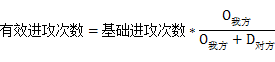 有效进攻次数 = 基础进攻次数 * O我方 / (O我方 + D对方)